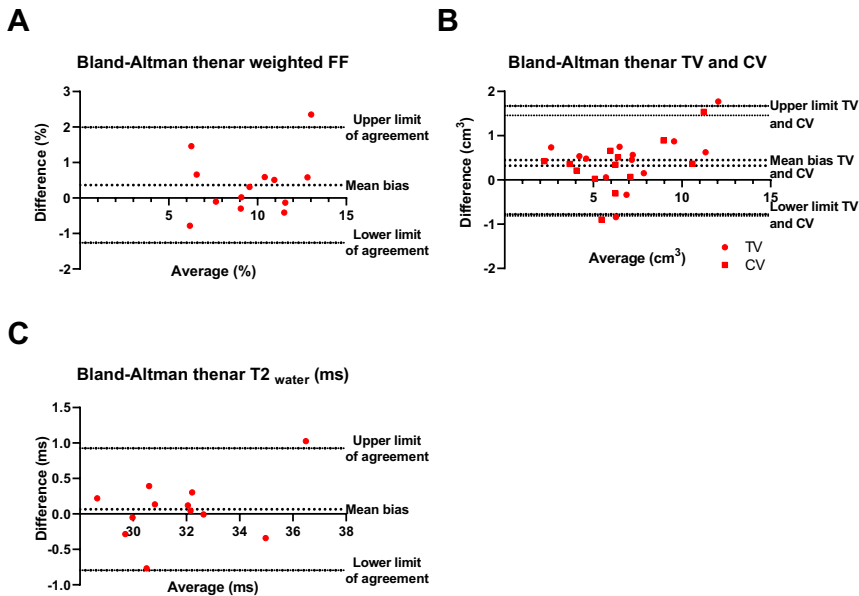 A
Bland-Altman thenar weighted FF
3
2
1
0
-1
-2
5
10
15
Difference (%)
Average (%)
Upper limit
of agreement
Mean bias
Lower limit
of agreement
B
Bland-Altman thenar TV and CV
2
1
0
-1
-2
5
10
15
Difference (cm³)
Average (cm³)
Upper limit TV
and CV
Mean bias TV
and CV
Lower limit TV
and CV
TV
CV
C
Bland-Altman thenar T2 water (ms)
1.5
1.0
0.5
0.0
-0.5
-1.0
30
32
34
36
38
Difference (ms)
Average (ms)
Upper limit
of agreement
Mean bias
Lower limit
of agreement